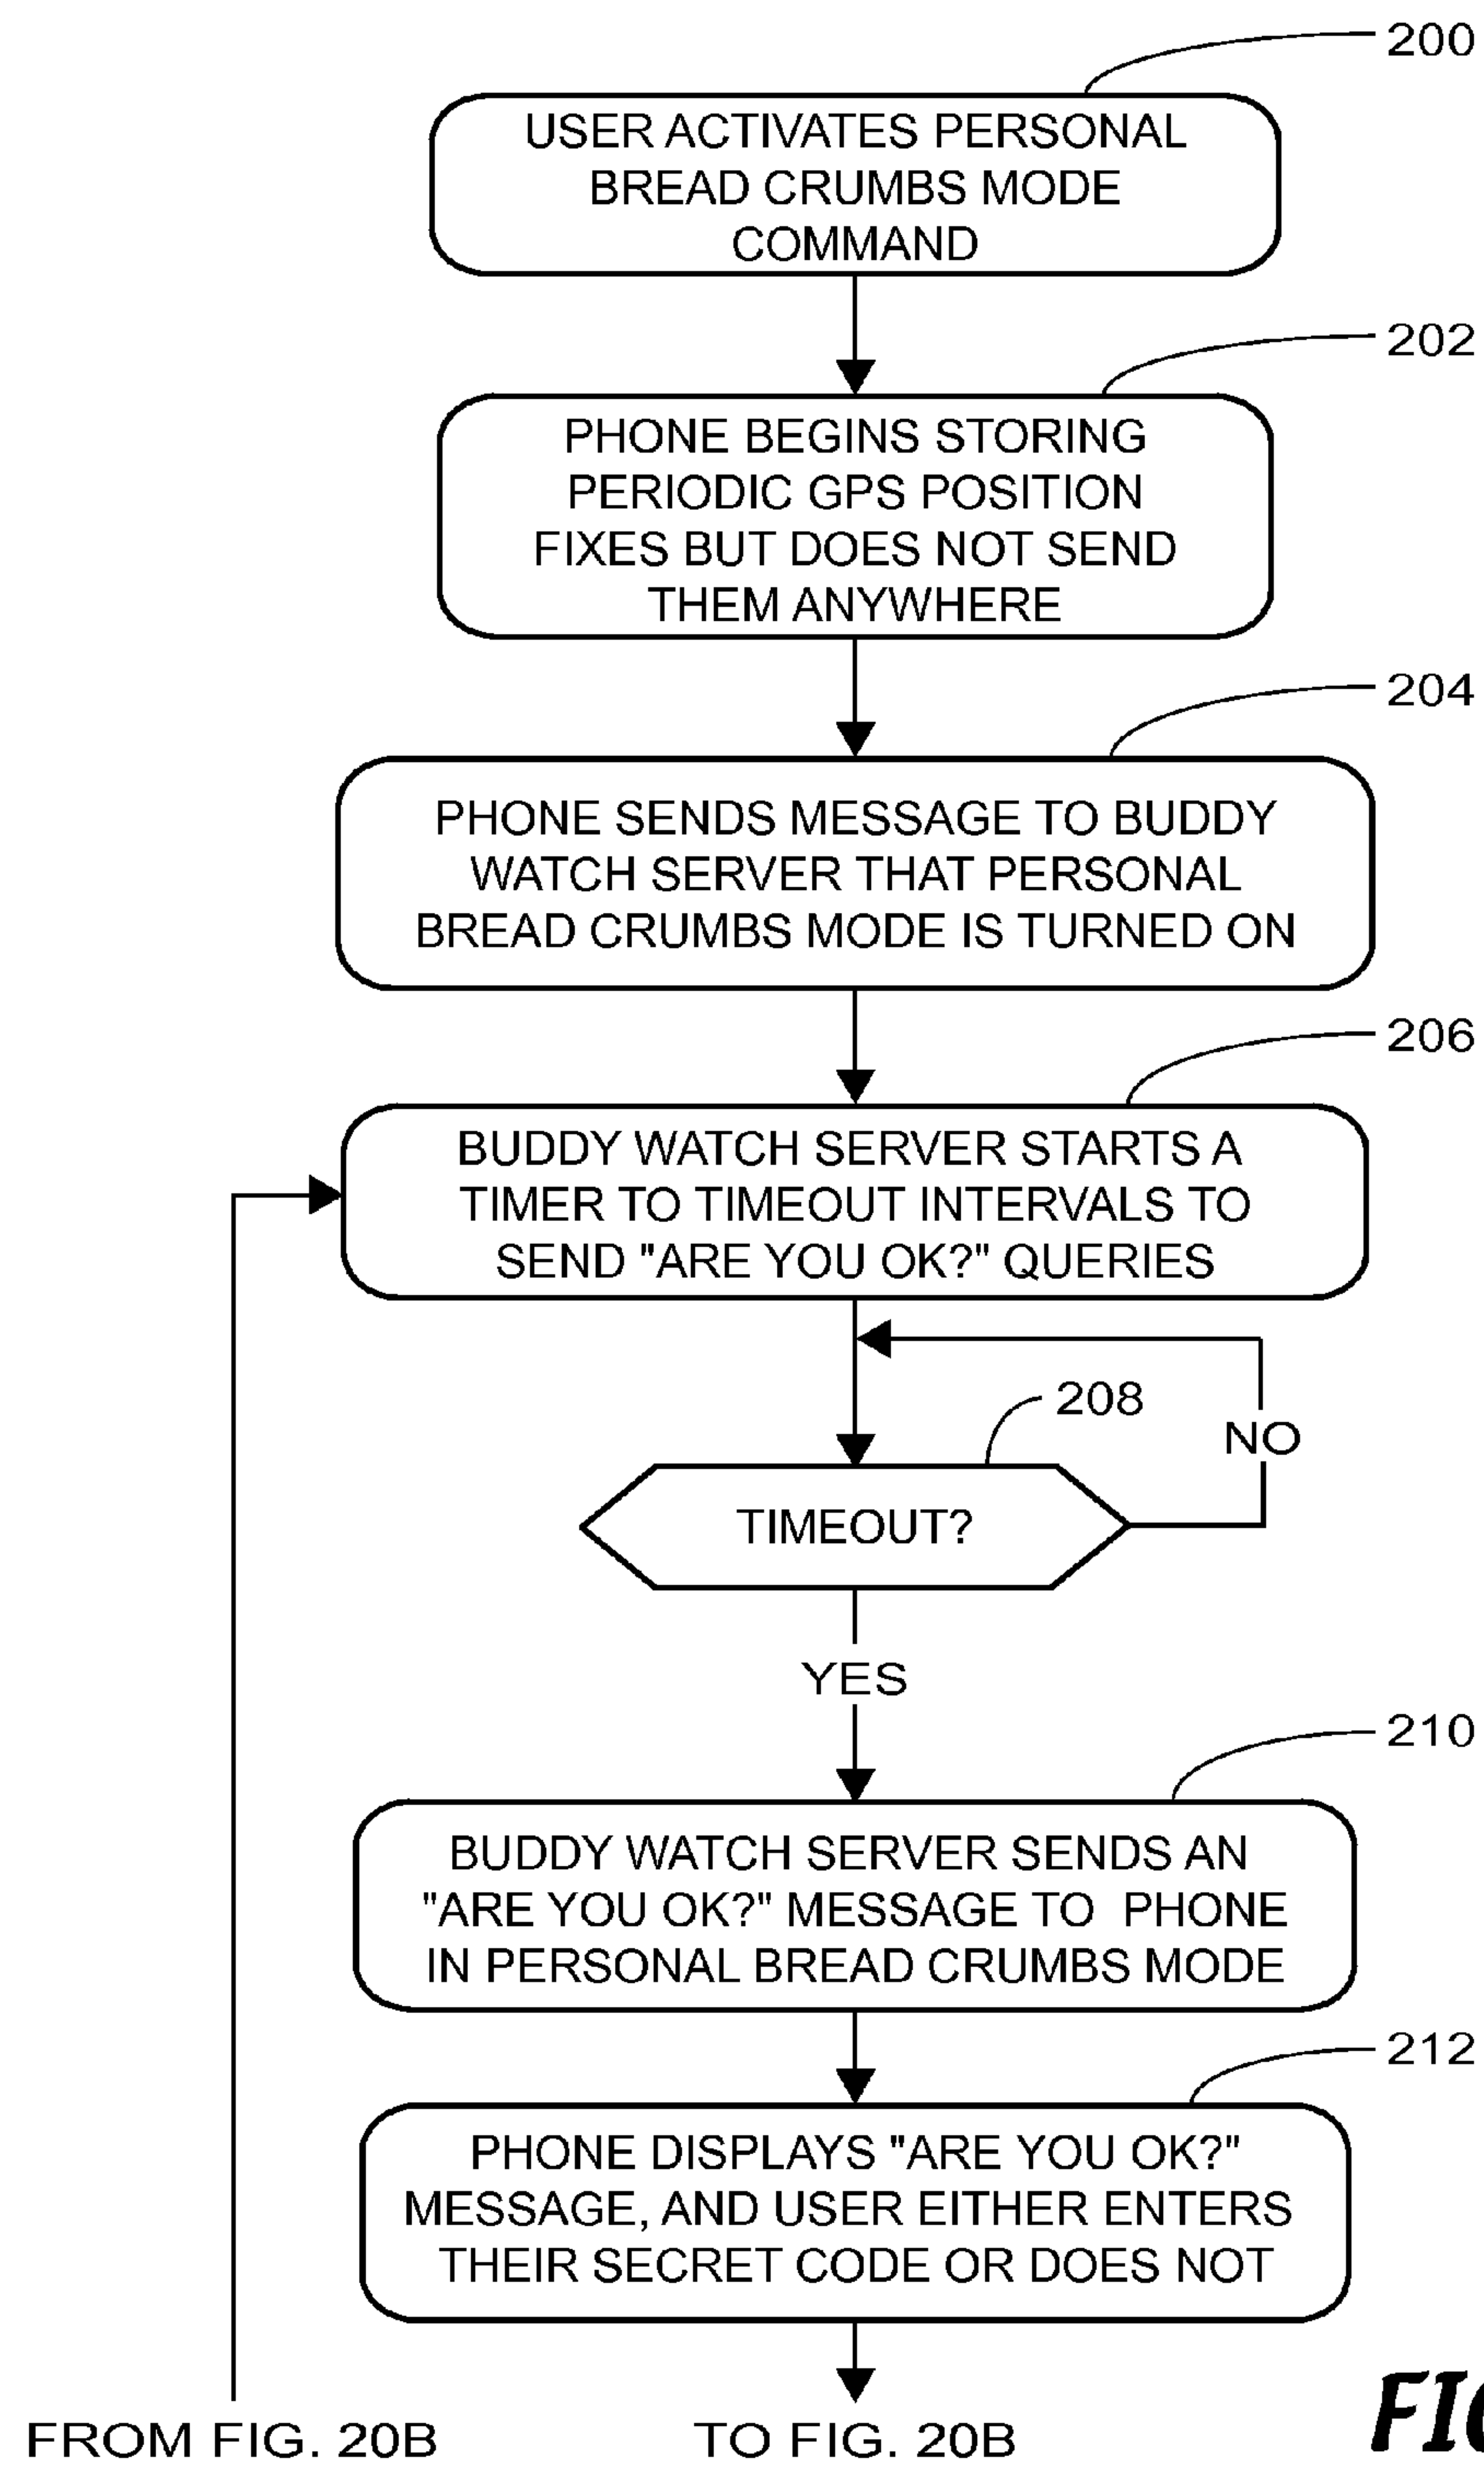 200
USER ACTIVATES PERSONAL
BREAD CRUMBS MODE
COMMAND
202
PHONE BEGINS STORING
PERIODIC GPS POSITION
FIXES BUT DOES NOT SEND
THEM ANYWHERE
204
PHONE SENDS MESSAGE TO BUDDY
WATCH SERVER THAT PERSONAL
BREAD CRUMBS MODE IS TURNED ON
206
BUDDY WATCH SERVER STARTS A
TIMER TO TIMEOUT INTERVALS TO
SEND "ARE YOU OK?" QUERIES
208
NO
TIMEOUT?
YES
210
BUDDY WATCH SERVER SENDS AN
"ARE YOU OK?" MESSAGE TO PHONE
IN PERSONAL BREAD CRUMBS MODE
212
PHONE DISPLAYS "ARE YOU OK?"
MESSAGE, AND USER EITHER ENTERS
THEIR SECRET CODE OR DOES NOT
FROM FIG. 20B
TO FIG. 20B